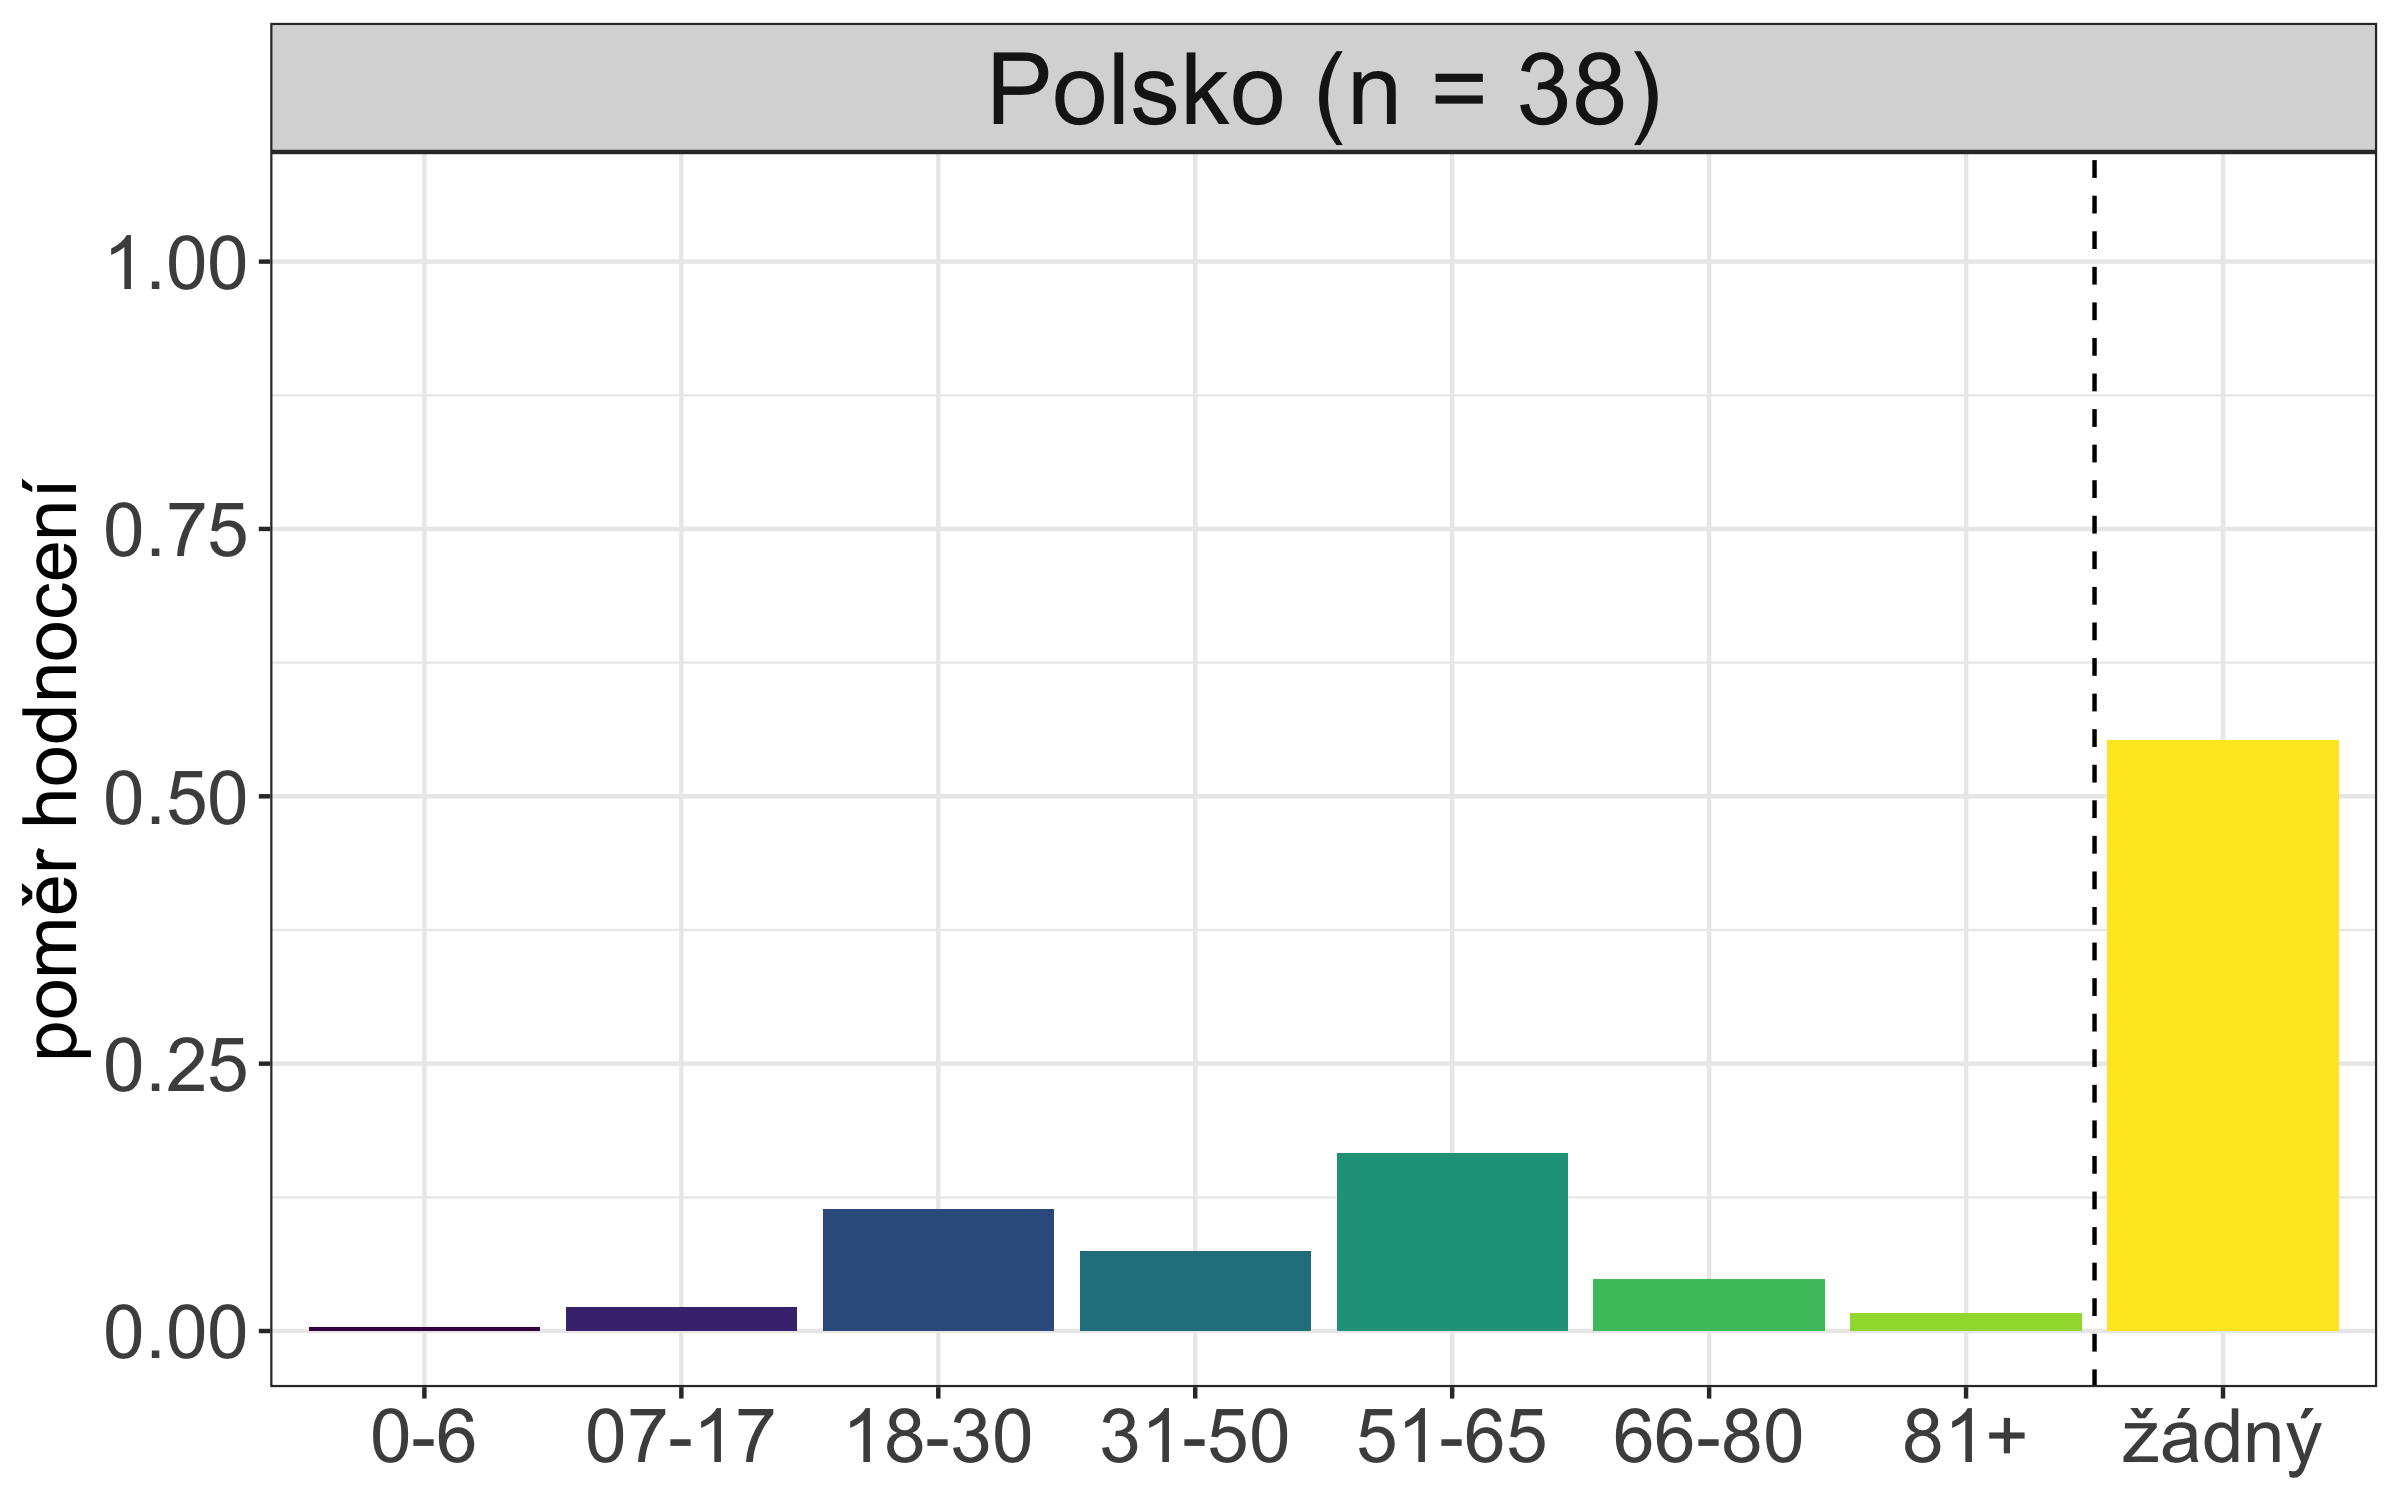 Polsko (n = 38)
poměr hodnocení
1.00
0.75
0.50
0.25
0.00
0-6 07-17 18-30 31-50 51-65 66-80 81+ žádný